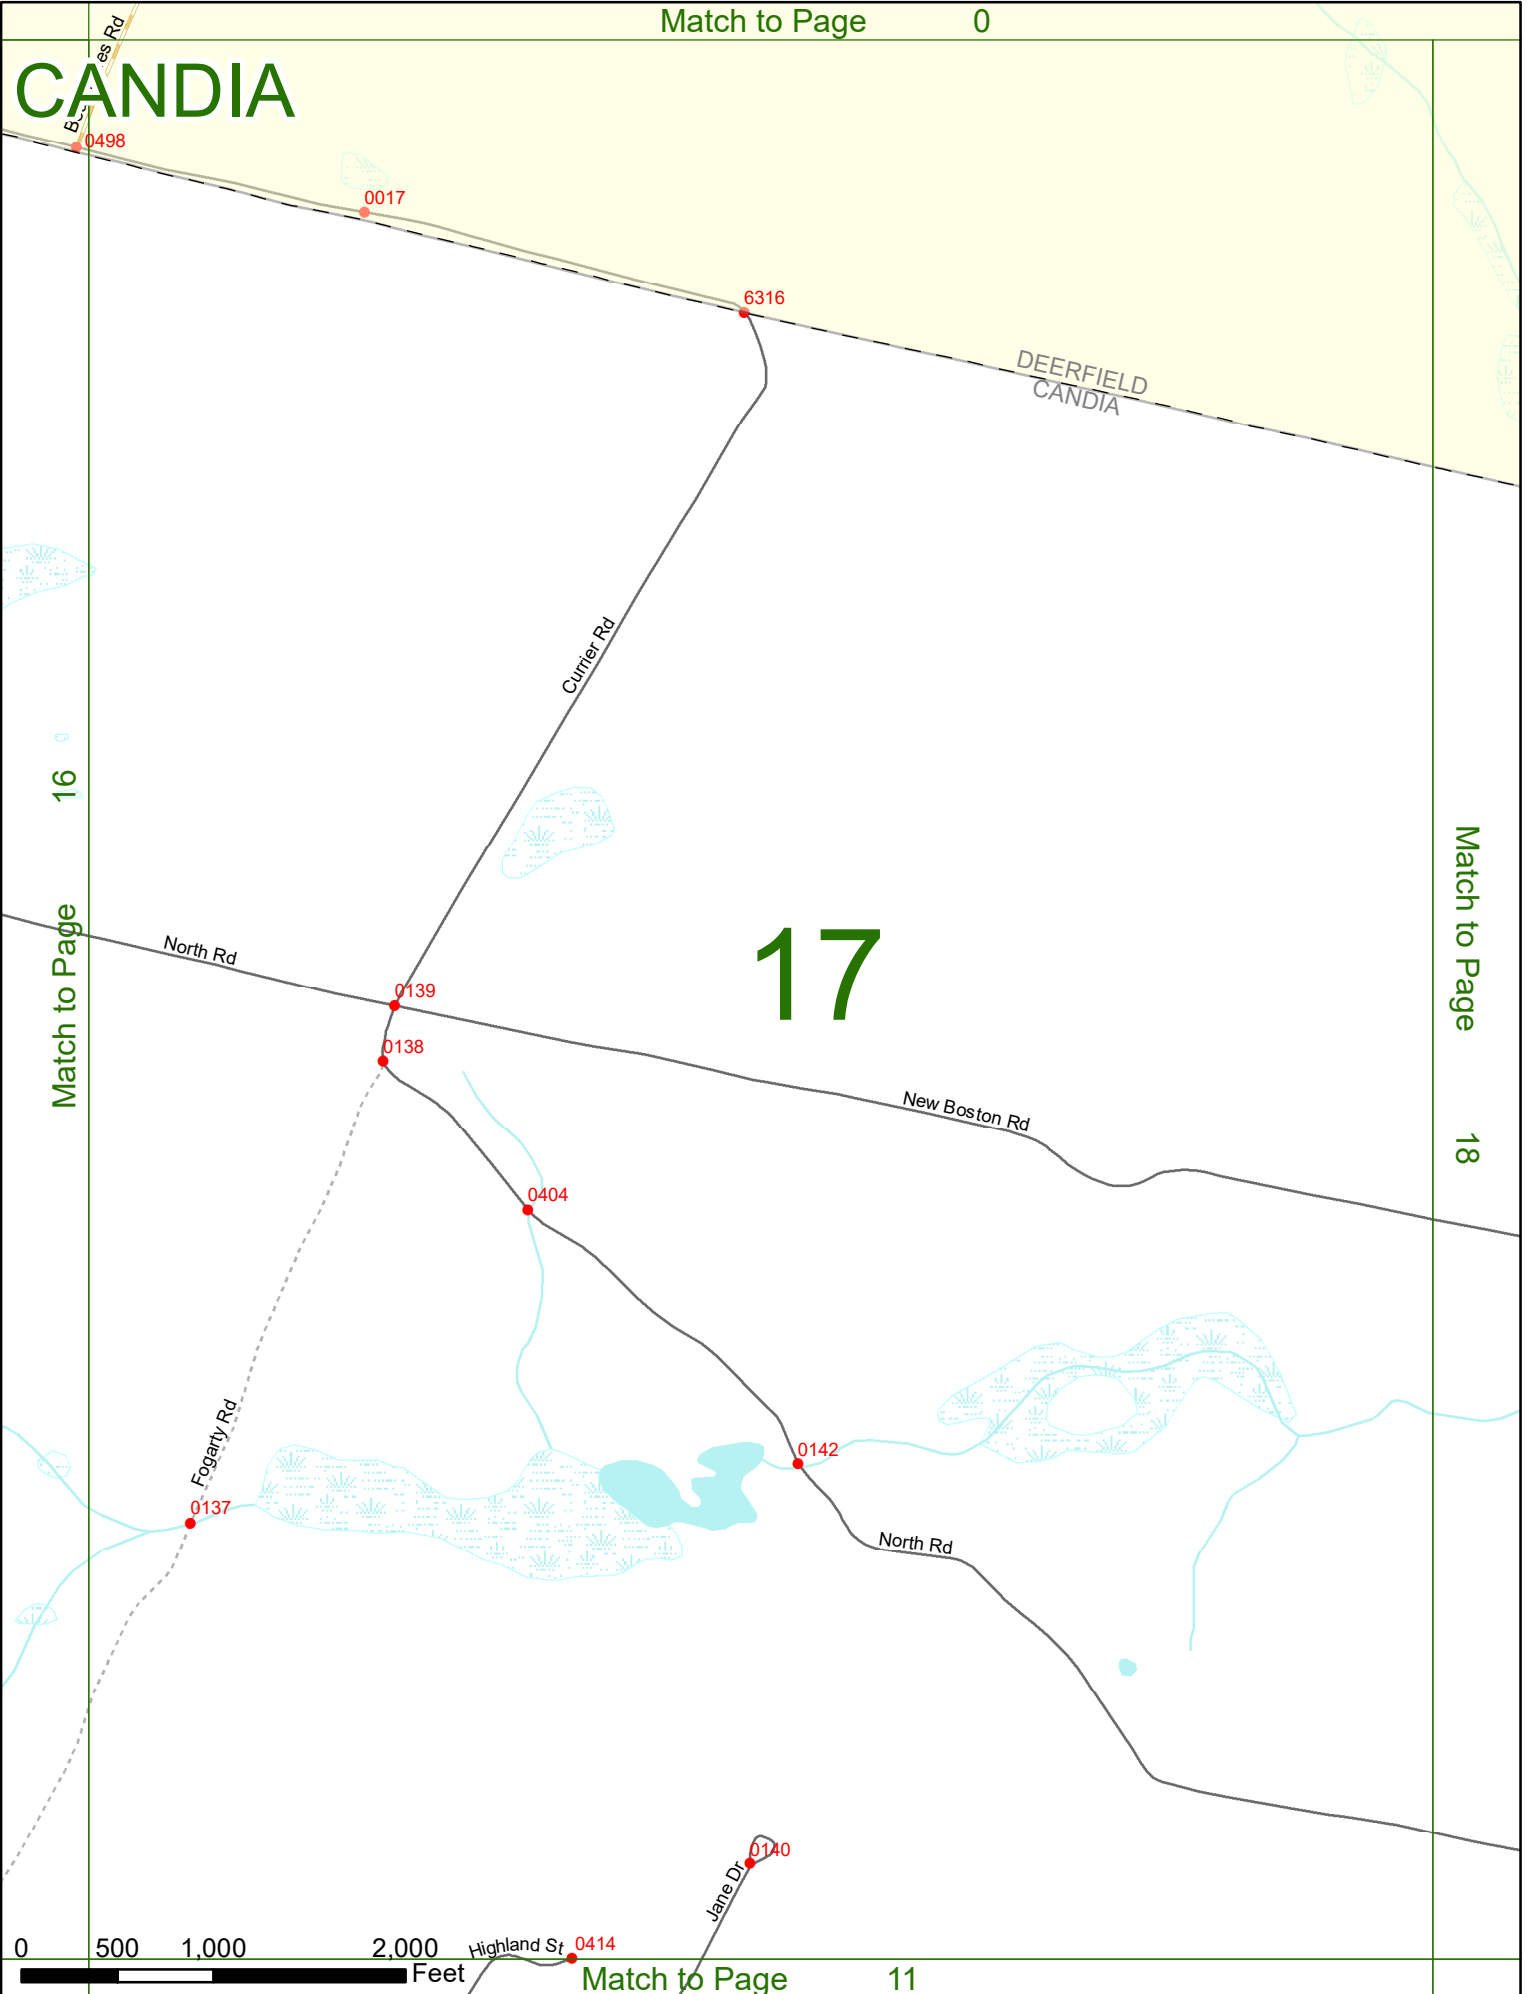 Match to Page 0
es Rd
CANDIA
0498
0017
6316
DEERFIELD
CANDIA
Currier Rd
Match to Page 16
Match to Page 18
17
North Rd
0139
0138
New Boston Rd
0404
Fogarty Rd
0142
0137
North Rd
0140
Jane Dr
Highland St
0414
0 500 1,000 2,000
Feet
Match to Page 11